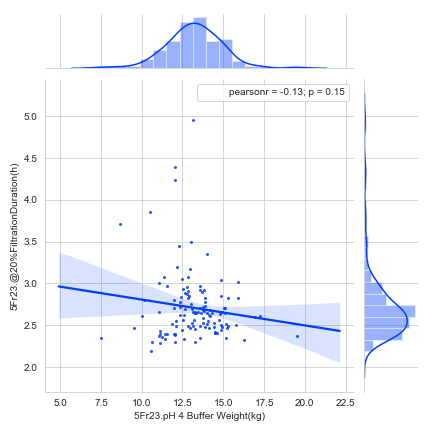 pearsonr = -0.13; p = 0.15
5Fr23.@20%FiltrationDuration(h)
5.0
4.5
4.0
3.5
3.0
2.5
2.0
5.0 7.5 10.0 12.5 15.0 17.5 20.0 22.5
5Fr23.pH 4 Buffer Weight(kg)